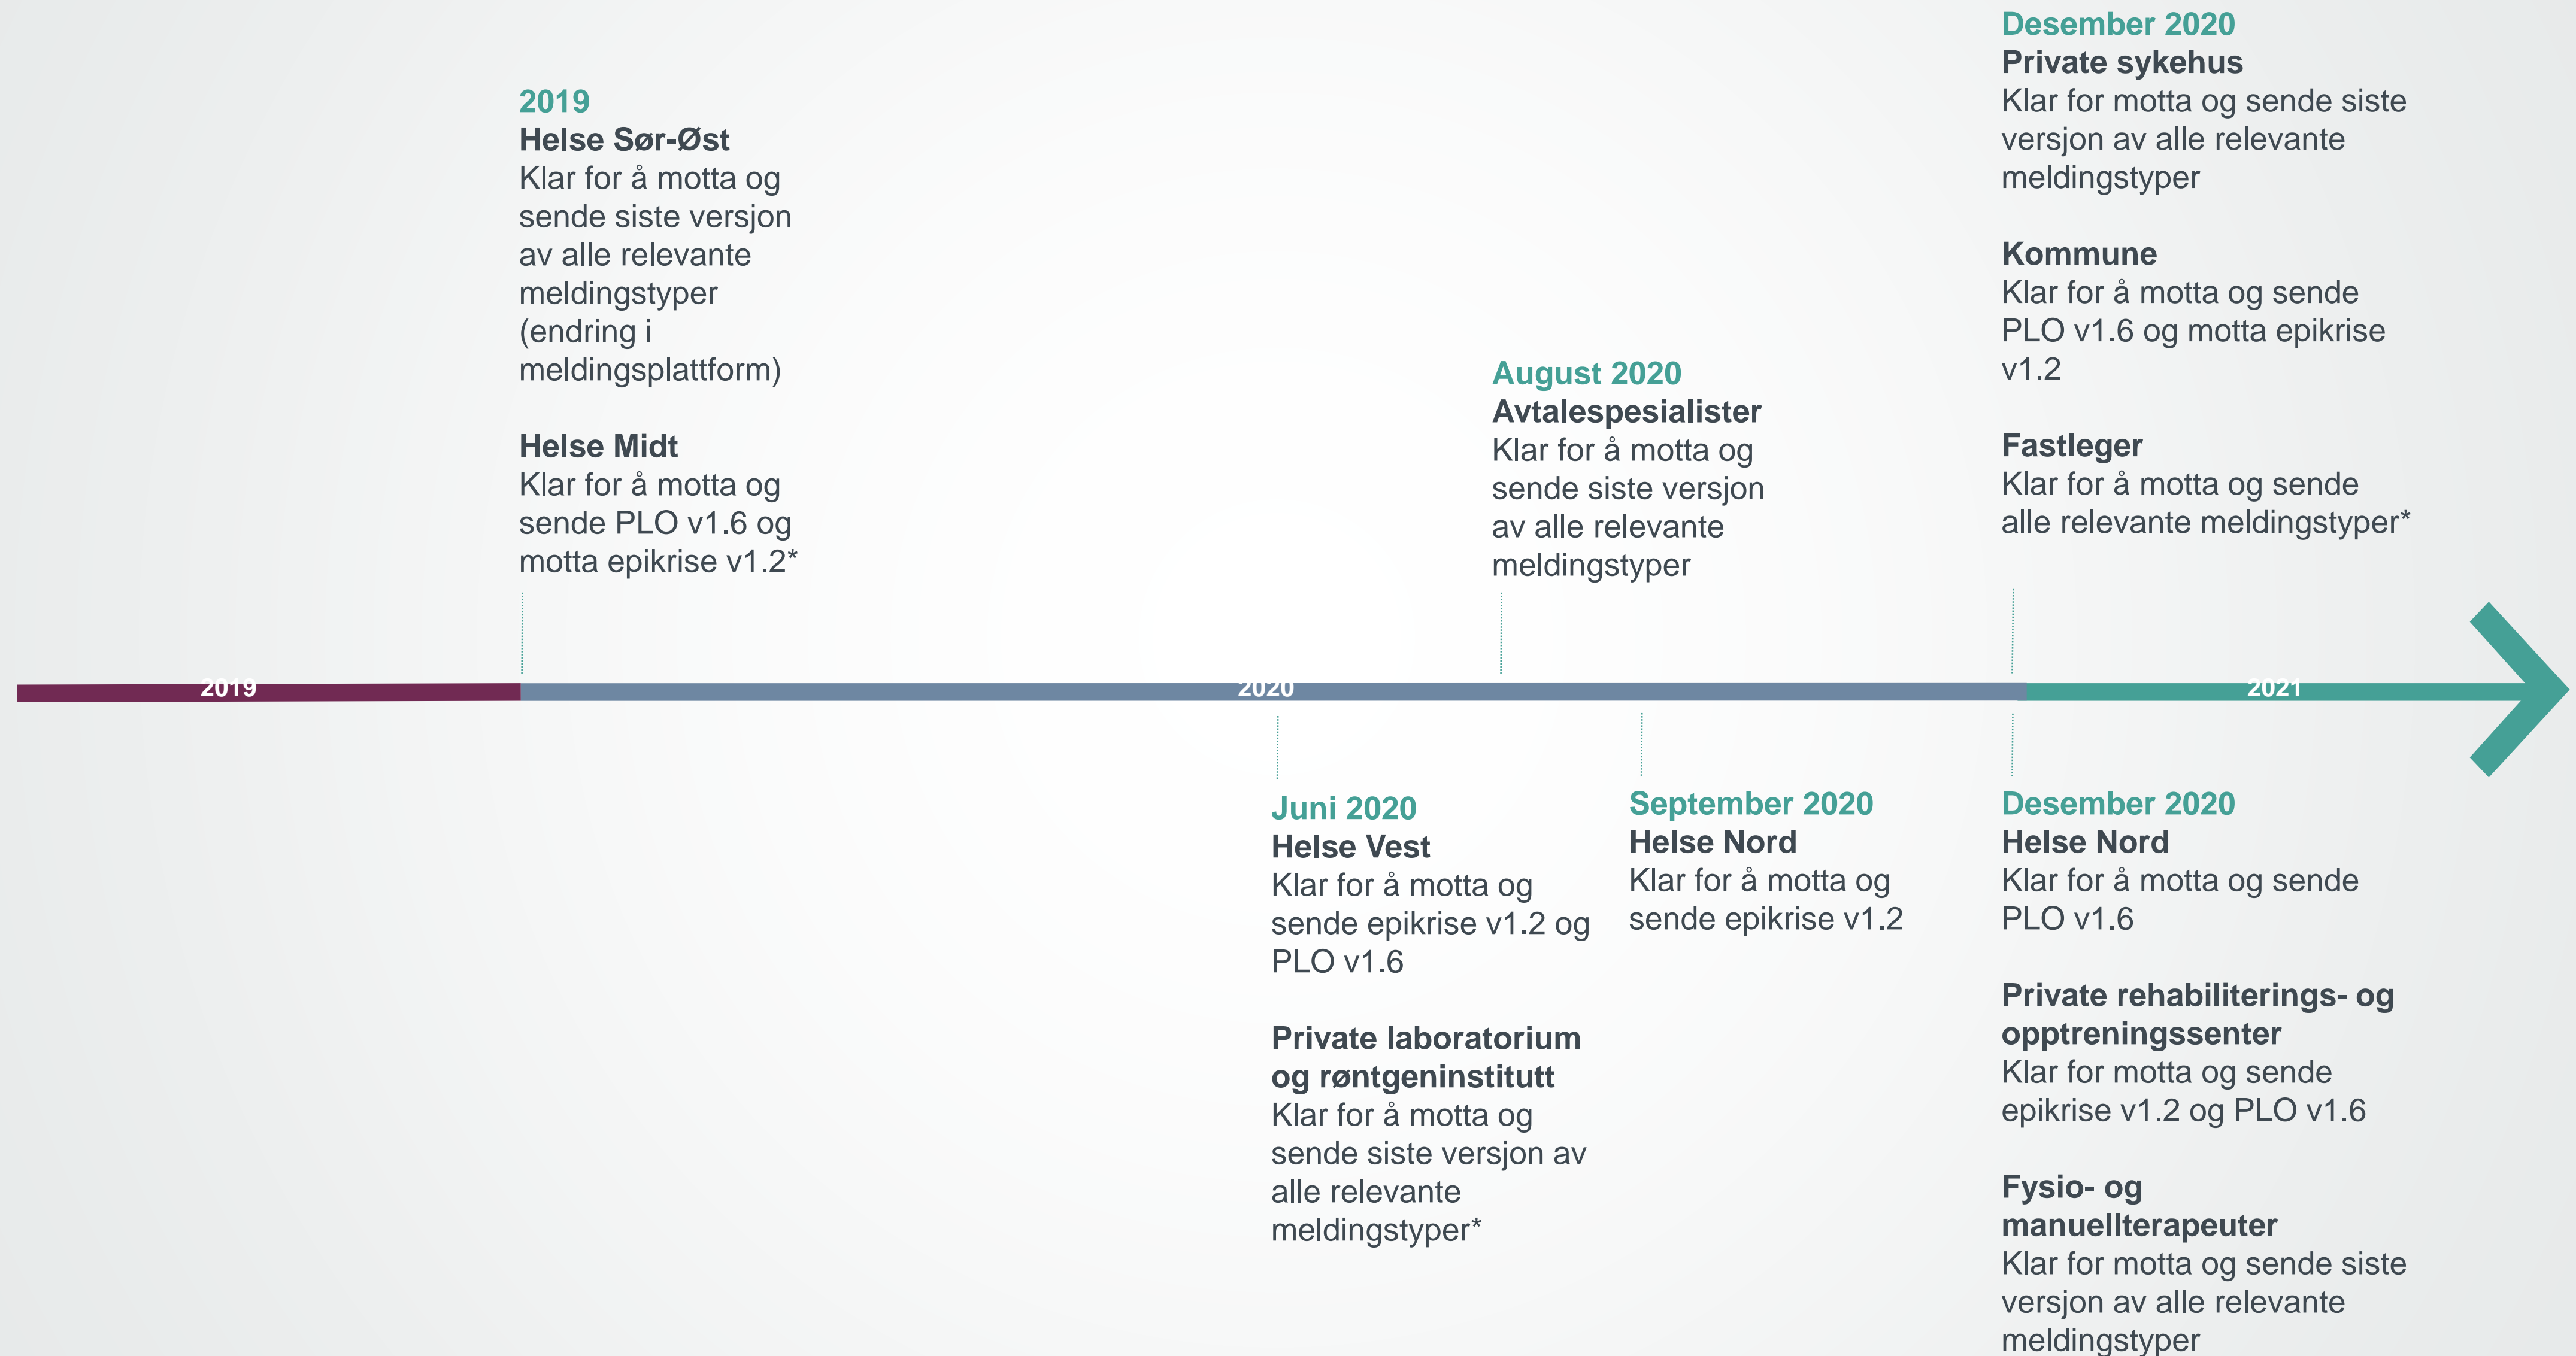 2019
Helse Sør-Øst
Klar for å motta og
sende siste versjon
av alle relevante
meldingstyper
(endring i
meldingsplattform)
Helse Midt
Klar for å motta og
sende PLO v1.6 og
motta epikrise v1.2*
August 2020
Avtalespesialister
Klar for å motta og
sende siste versjon
av alle relevante
meldingstyper
Desember 2020
Private sykehus
Klar for motta og sende siste
versjon av alle relevante
meldingstyper
Kommune
Klar for å motta og sende
PLO v1.6 og motta epikrise
v1.2
Fastleger
Klar for å motta og sende
alle relevante meldingstyper*
2019
2020
2021
Juni 2020
Helse Vest
Klar for å motta og
sende epikrise v1.2 og
PLO v1.6
Private laboratorium
og røntgeninstitutt
Klar for å motta og
sende siste versjon av
alle relevante
meldingstyper*
September 2020
Helse Nord
Klar for å motta og
sende epikrise v1.2
Desember 2020
Helse Nord
Klar for å motta og sende
PLO v1.6
Private rehabiliterings- og
opptreningssenter
Klar for motta og sende
epikrise v1.2 og PLO v1.6
Fysio- og
manuellterapeuter
Klar for motta og sende siste
versjon av alle relevante
meldingstyper